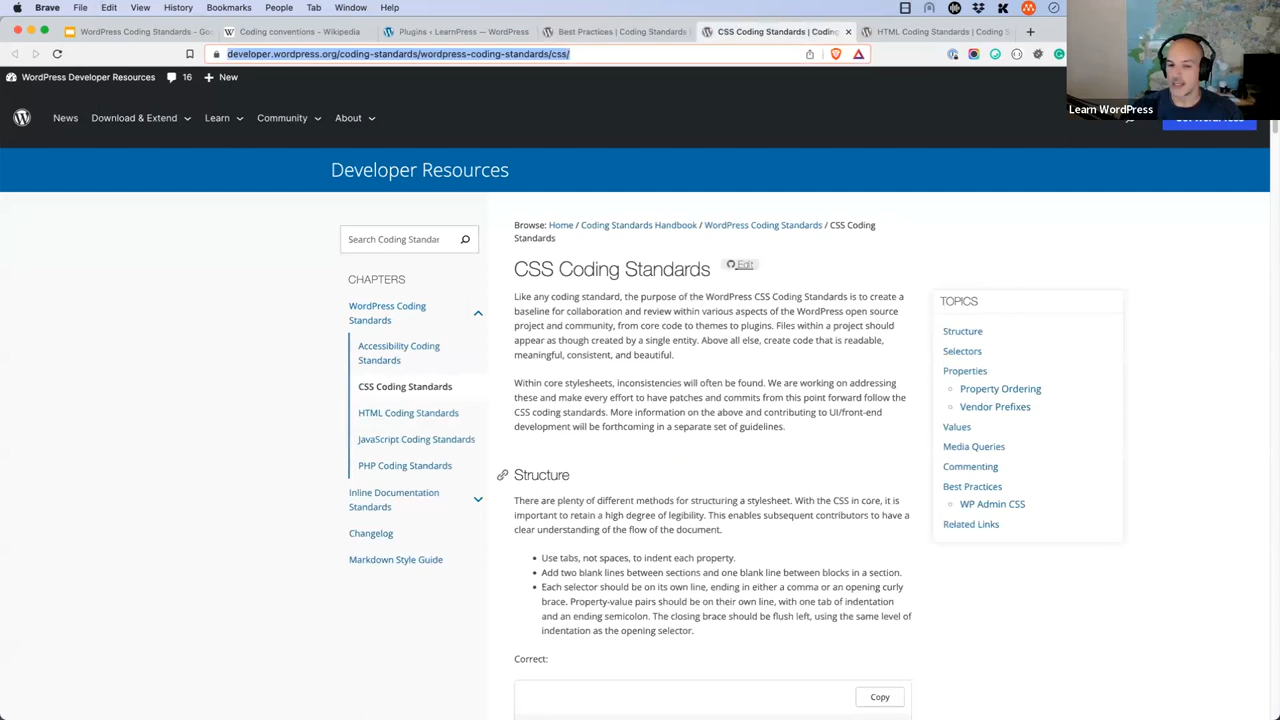 Brave File Edit View History Bookmarks People Tab Window Help
WordPress Coding Standards - Go
Coding conventions - Wikipedia
Plugins ‹ LearnPress — WordPress
Best Practices | Coding Standards
CSS Coding Standards | Coding
HTML Coding Standards | Coding S
developer.wordpress.org/coding-standards/wordpress-coding-standards/css/
WordPress Developer Resources 16 New
Learn WordPress
News Download & Extend Learn Community About
Developer Resources
Browse: Home / Coding Standards Handbook / WordPress Coding Standards / CSS Coding
Standards
Search Coding Standar
CHAPTERS
WordPress Coding
Standards
Accessibility Coding
Standards
CSS Coding Standards
HTML Coding Standards
JavaScript Coding Standards
PHP Coding Standards
Inline Documentation
Standards
Changelog
Markdown Style Guide
CSS Coding Standards Edit
Like any coding standard, the purpose of the WordPress CSS Coding Standards is to create a
baseline for collaboration and review within various aspects of the WordPress open source
project and community, from core code to themes to plugins. Files within a project should
appear as though created by a single entity. Above all else, create code that is readable,
meaningful, consistent, and beautiful.
Within core stylesheets, inconsistencies will often be found. We are working on addressing
these and make every effort to have patches and commits from this point forward follow the
CSS coding standards. More information on the above and contributing to UI/front-end
development will be forthcoming in a separate set of guidelines.
Structure
There are plenty of different methods for structuring a stylesheet. With the CSS in core, it is
important to retain a high degree of legibility. This enables subsequent contributors to have a
clear understanding of the flow of the document.
• Use tabs, not spaces, to indent each property.
• Add two blank lines between sections and one blank line between blocks in a section.
• Each selector should be on its own line, ending in either a comma or an opening curly
brace. Property-value pairs should be on their own line, with one tab of indentation
and an ending semicolon. The closing brace should be flush left, using the same level of
indentation as the opening selector.
Correct:
Copy
TOPICS
Structure
Selectors
Properties
Property Ordering
Vendor Prefixes
Values
Media Queries
Commenting
Best Practices
WP Admin CSS
Related Links